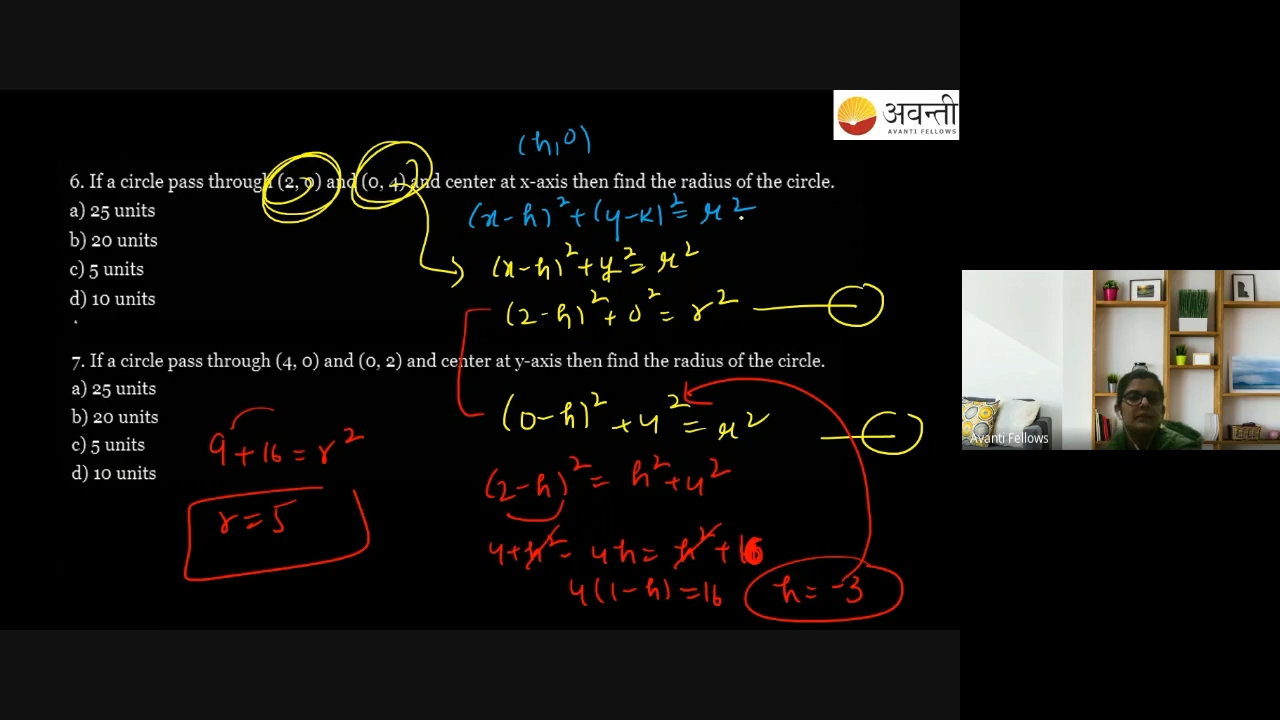 अवन्ती
AVANTI FELLOWS
(h,0)
6. If a circle pass through (2, 0) and (0, 4) and center at x-axis then find the radius of the circle.
a) 25 units
b) 20 units
c) 5 units
d) 10 units
(x-h)²+(y-k)²=r²
(x-h)²+y²=r²
(2-h)²+0²=r²
7. If a circle pass through (4, 0) and (0, 2) and center at y-axis then find the radius of the circle.
a) 25 units
b) 20 units
c) 5 units
d) 10 units
(0-h)²+4²=r²
(2-h)²=h²+4²
4+h²-4h=h²+16
4(1-h)=16
h=-3
9+16=r²
r=5
Avanti Fellows